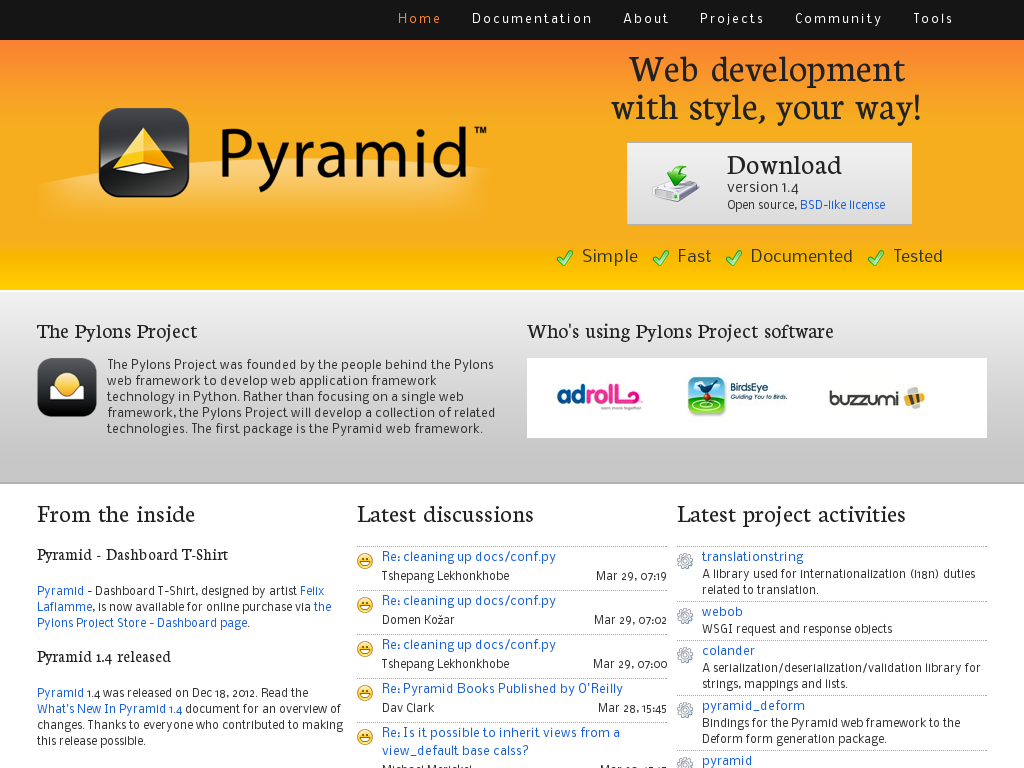 Home Documentation About Projects Community Tools
Pyramid™
Web development
with style, your way!
Download
version 1.4
Open source, BSD-like license
Simple Fast Documented Tested
The Pylons Project
The Pylons Project was founded by the people behind the Pylons
web framework to develop web application framework
technology in Python. Rather than focusing on a single web
framework, the Pylons Project will develop a collection of related
technologies. The first package is the Pyramid web framework.
Who's using Pylons Project software
adroll
earn more together
BirdsEye
Guiding You to Birds.
buzzumi
From the inside
Pyramid - Dashboard T-Shirt
Pyramid - Dashboard T-Shirt, designed by artist Felix
Laflamme, is now available for online purchase via the
Pylons Project Store - Dashboard page.
Pyramid 1.4 released
Pyramid 1.4 was released on Dec 18, 2012. Read the
What's New In Pyramid 1.4 document for an overview of
changes. Thanks to everyone who contributed to making
this release possible.
Latest discussions
Re: cleaning up docs/conf.py
Tshepang Lekhonkhobe Mar 29, 07:19
Re: cleaning up docs/conf.py
Domen Kožar Mar 29, 07:02
Re: cleaning up docs/conf.py
Tshepang Lekhonkhobe Mar 29, 07:00
Re: Pyramid Books Published by O'Reilly
Dav Clark Mar 28, 15:45
Re: Is it possible to inherit views from a
view_default base calss?
Latest project activities
translationstring
A library used for internationalization (i18n) duties
related to translation.
webob
WSGI request and response objects
colander
A serialization/deserialization/validation library for
strings, mappings and lists.
pyramid_deform
Bindings for the Pyramid web framework to the
Deform form generation package.
pyramid